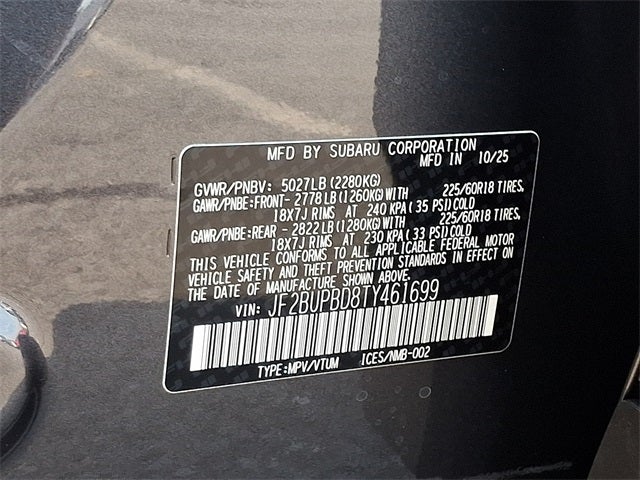 MFD BY SUBARU CORPORATION
MFD IN 10/25
GVWR/PNBV: 5027LB (2280KG)
GAWR/PNBE:FRONT- 2778LB (1260KG)WITH 225/60R18 TIRES,
18X7J RIMS AT 240 KPA( 35 PSI)COLD
GAWR/PNBE:REAR - 2822LB (1280KG)WITH 225/60R18 TIRES,
18X7J RIMS AT 230 KPA( 33 PSI)COLD
THIS VEHICLE CONFORMS TO ALL APPLICABLE FEDERAL MOTOR
VEHICLE SAFETY AND THEFT PREVENTION STANDARDS IN EFFECT ON
THE DATE OF MANUFACTURE SHOWN ABOVE.
VIN: JF2BUPBD8TY461699
TYPE:MPV/VTUM ICES/NMB-002